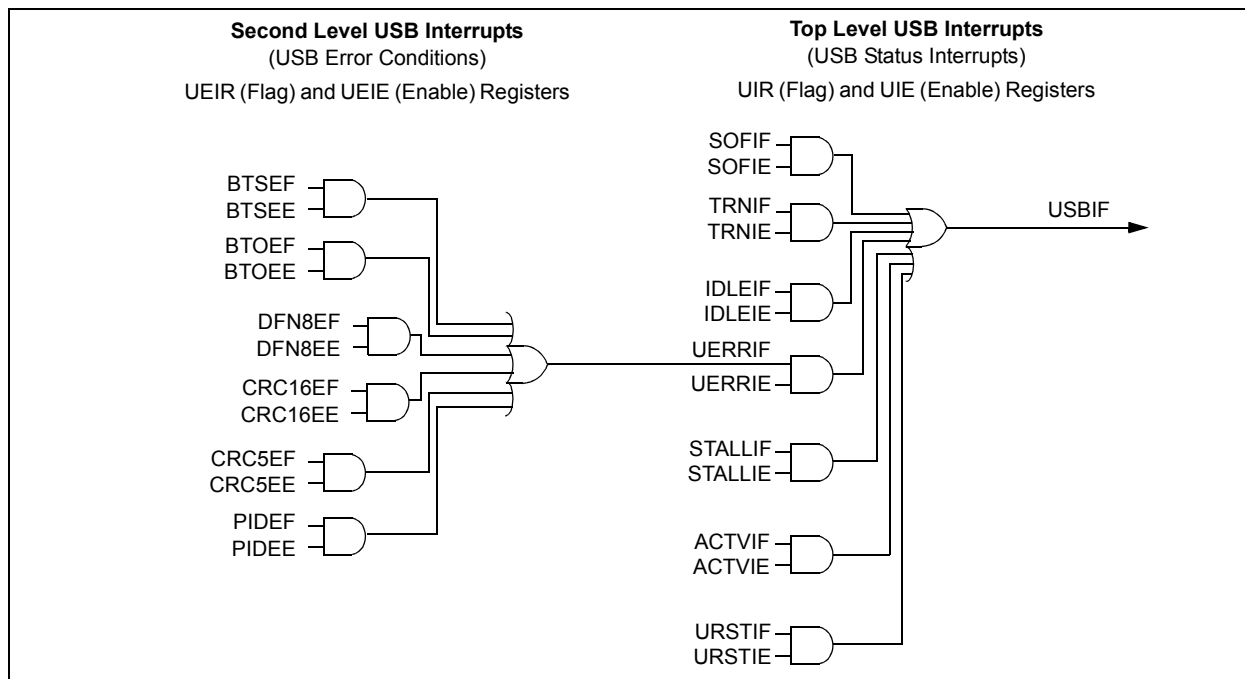 Second Level USB Interrupts
(USB Error Conditions)
UEIR (Flag) and UEIE (Enable) Registers
BTSEF
BTSEE
BTOEF
BTOEE
DFN8EF
DFN8EE
CRC16EF
CRC16EE
CRC5EF
CRC5EE
PIDEF
PIDEE
Top Level USB Interrupts
(USB Status Interrupts)
UIR (Flag) and UIE (Enable) Registers
SOFIF
SOFIE
TRNIF
TRNIE
IDLEIF
IDLEIE
UERRIF
UERRIE
STALLIF
STALLIE
ACTVIF
ACTVIE
URSTIF
URSTIE
USBIF